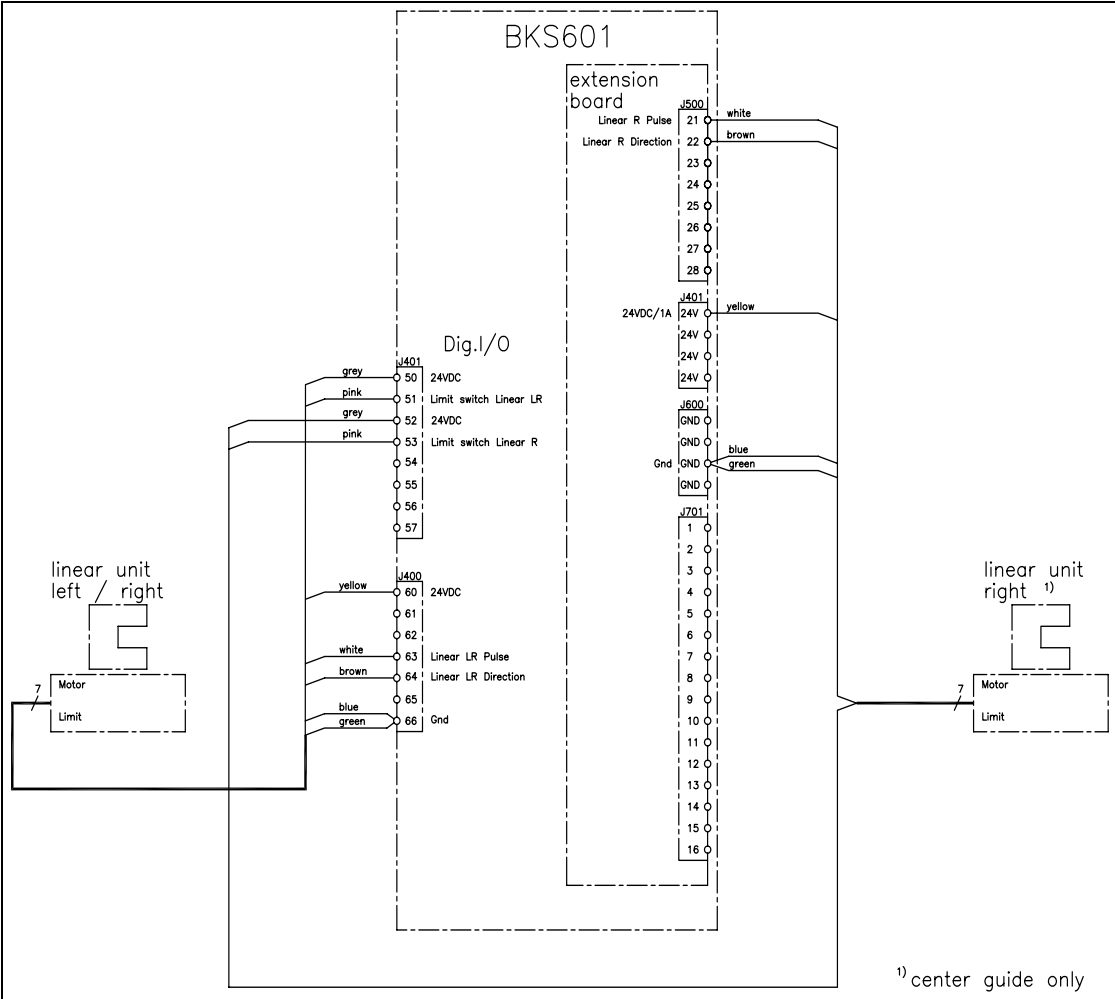 BKS601
extension
board
J500
Linear R Pulse 21 white
Linear R Direction 22 brown
23
24
25
26
27
28
J401
24VDC/1A 24V yellow
24V
24V
24V
J600
GND
GND
blue
Gnd GND green
GND
J701
1
2
3
4
5
6
7
8
9
10
11
12
13
14
15
16
Dig.I/O
J401
grey 50 24VDC
pink 51 Limit switch Linear LR
grey 52 24VDC
pink 53 Limit switch Linear R
54
55
56
57
J400
yellow 60 24VDC
61
62
white 63 Linear LR Pulse
brown 64 Linear LR Direction
65
blue
green 66 Gnd
linear unit
left / right
7
Motor
Limit
linear unit
right 1)
7
Motor
Limit
1) center guide only